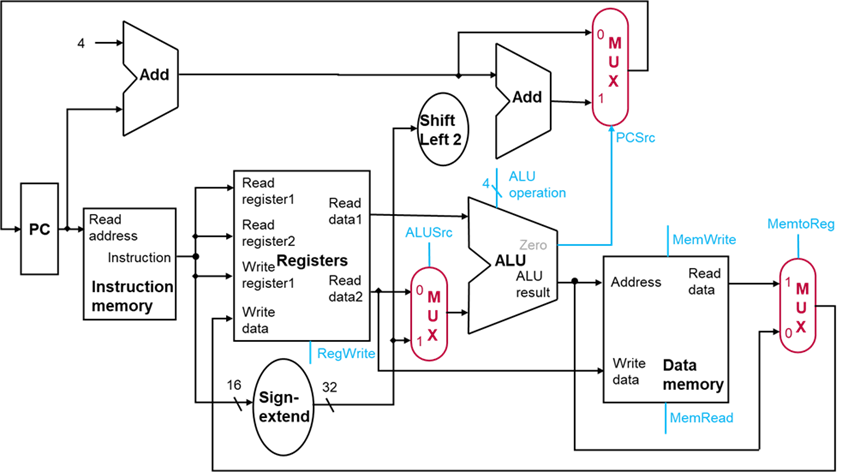 4
Add
0
M
U
X
1
Add
PCSrc
Shift
Left 2
PC
Read
address
Instruction
Instruction
memory
Read
register1
Read
register2
Write
register1
Write
data
Registers
Read
data1
Read
data2
RegWrite
16
Sign-
extend
32
ALUSrc
0
M
U
X
1
4
ALU
operation
Zero
ALU
ALU
result
MemWrite
Address
Read
data
Write
data
Data
memory
MemRead
MemtoReg
1
M
U
X
0